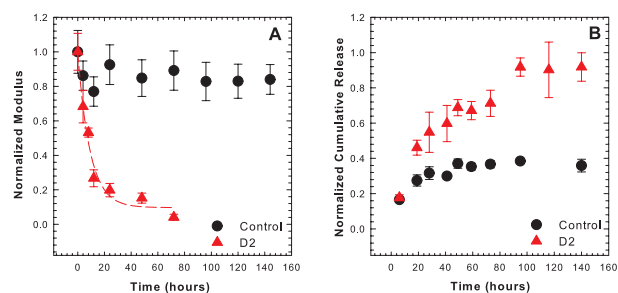 A
Normalized Modulus
1.2
1.0
0.8
0.6
0.4
0.2
0.0
Control
D2
-20 0 20 40 60 80 100 120 140 160
Time (hours)
B
Normalized Cumulative Release
1.2
1.0
0.8
0.6
0.4
0.2
0.0
Control
D2
0 20 40 60 80 100 120 140 160
Time (hours)